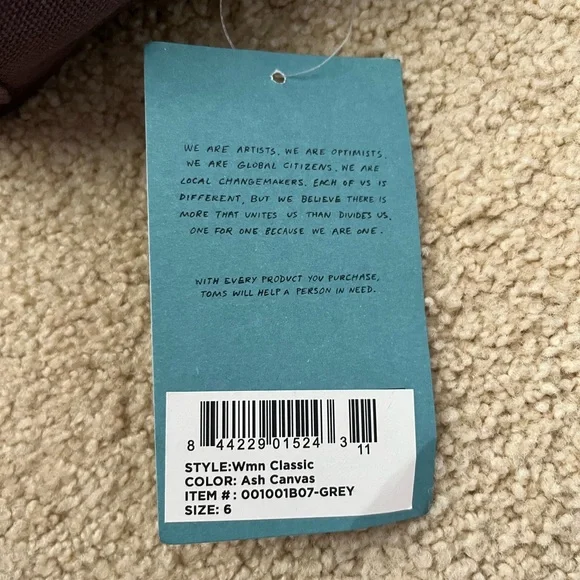 WE ARE ARTISTS. WE ARE OPTIMISTS.
WE ARE GLOBAL CITIZENS. WE ARE
LOCAL CHANGEMAKERS. EACH OF US IS
DIFFERENT, BUT WE BELIEVE THERE IS
MORE THAT UNITES US THAN DIVIDES US.
ONE FOR ONE BECAUSE WE ARE ONE.
WITH EVERY PRODUCT YOU PURCHASE,
TOMS WILL HELP A PERSON IN NEED.
8 44229 01524 3 11
STYLE:Wmn Classic
COLOR: Ash Canvas
ITEM #: 001001B07-GREY
SIZE: 6